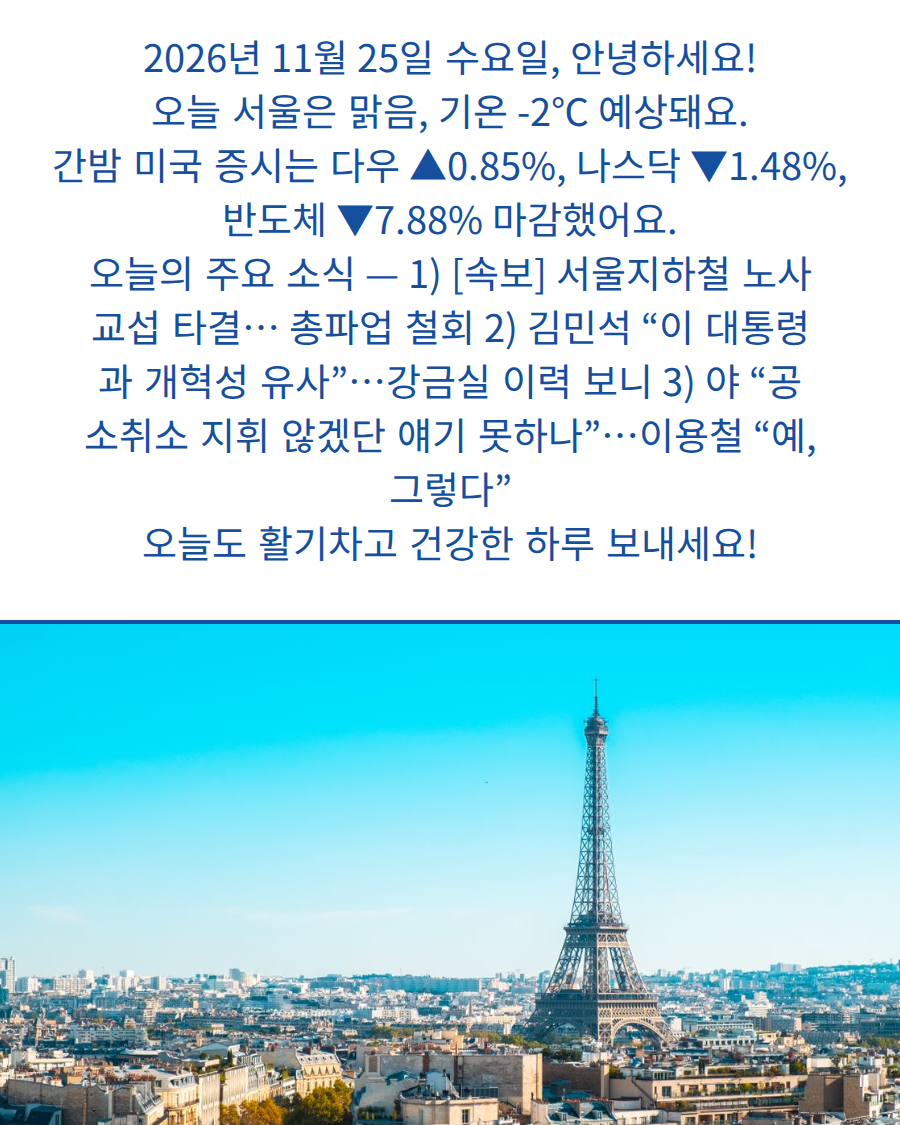 2026년 11월 25일 수요일, 안녕하세요!
오늘 서울은 맑음, 기온 -2°C 예상돼요.
간밤 미국 증시는 다우 ▲0.85%, 나스닥 ▼1.48%,
반도체 ▼7.88% 마감했어요.
오늘의 주요 소식 — 1) [속보] 서울지하철 노사
교섭 타결… 총파업 철회 2) 김민석 “이 대통령
과 개혁성 유사”…강금실 이력 보니 3) 야 “공
소취소 지휘 않겠단 얘기 못하나”…이용철 “예,
그렇다”
오늘도 활기차고 건강한 하루 보내세요!